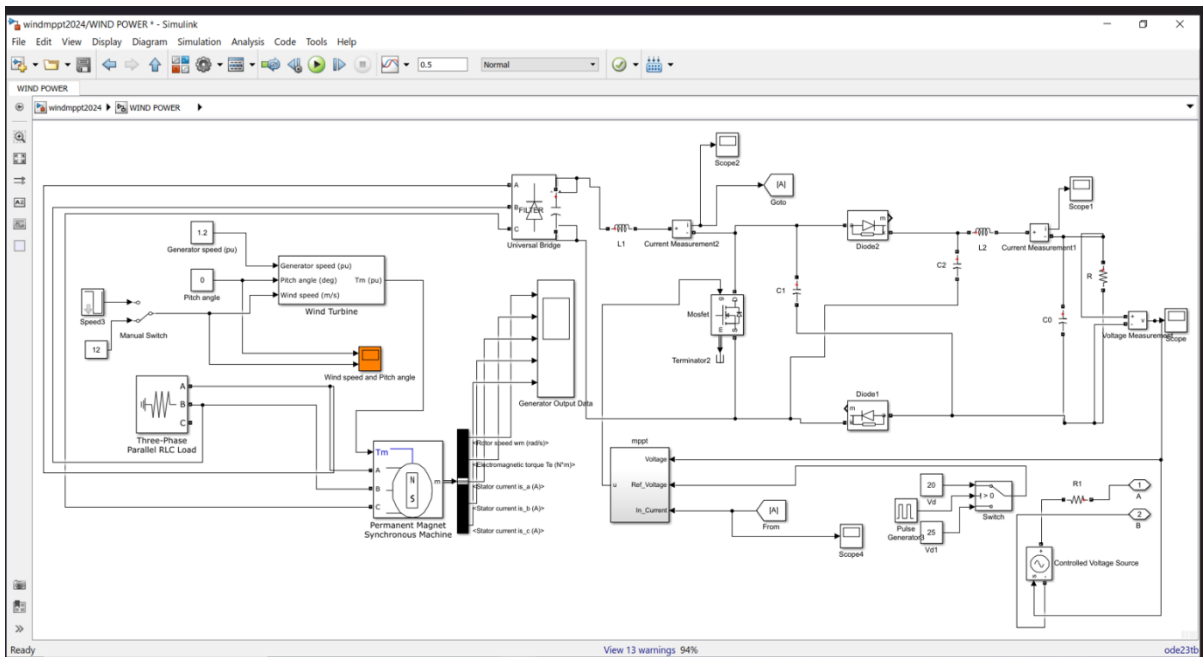 windmppt2024/WIND POWER * - Simulink
File Edit View Display Diagram Simulation Analysis Code Tools Help
0.5 Normal
WIND POWER
windmppt2024 WIND POWER
Scope2
[A]
Goto
A
B
C
FILTER
Universal Bridge
L1
+ i -
Current Measurement2
m
Diode2
L2
+ i -
Current Measurement1
Scope1
1.2
Generator speed (pu)
0
Pitch angle
Generator speed (pu)
Pitch angle (deg)
Wind speed (m/s)
Tm (pu)
Wind Turbine
Speed3
Manual Switch
12
Wind speed and Pitch angle
Generator Output Data
C1
C2
C0
R
Mosfet
g D
E S
Terminator2
+ v -
Voltage Measurement
Scope
A
B
C
Three-Phase
Parallel RLC Load
Diode1
m
Tm
A
B
C
N
S
m
Permanent Magnet
Synchronous Machine
<Rotor speed wm (rad/s)>
<Electromagnetic torque Te (N*m)>
<Stator current is_a (A)>
<Stator current is_b (A)>
<Stator current is_c (A)>
mppt
Voltage
u Ref_Voltage
In_Current
[A]
From
Scope4
20
Vd
> 0
Switch
Pulse
Generator3
25
Vd1
R1
1
A
2
B
Controlled Voltage Source
Ready
View 13 warnings 94%
ode23tb